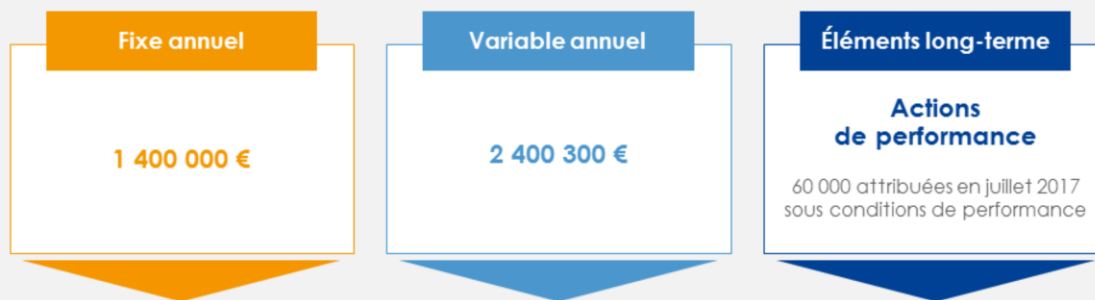 Fixe annuel
1 400 000 €
Variable annuel
2 400 300 €
Éléments long-terme
Actions
de performance
60 000 attribuées en juillet 2017
sous conditions de performance